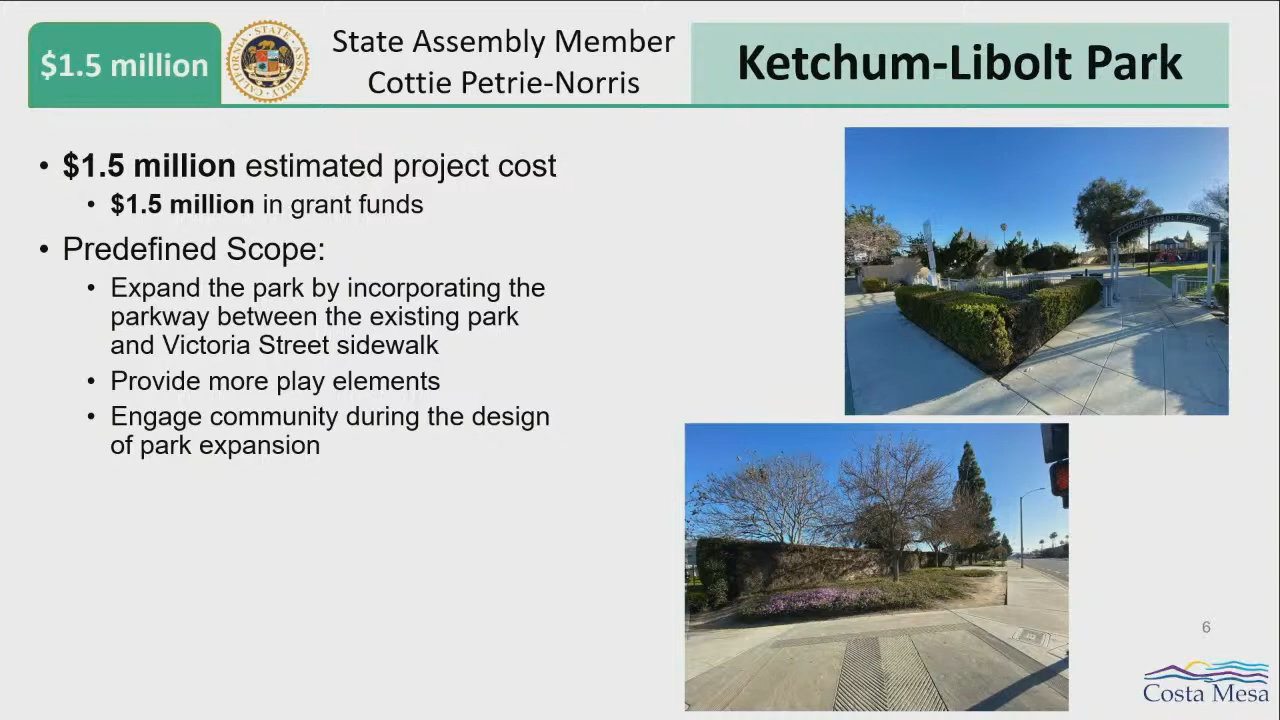 $1.5 million
State Assembly Member
Cottie Petrie-Norris
Ketchum-Libolt Park
• $1.5 million estimated project cost
• $1.5 million in grant funds
• Predefined Scope:
• Expand the park by incorporating the
parkway between the existing park
and Victoria Street sidewalk
• Provide more play elements
• Engage community during the design
of park expansion
6
Costa Mesa